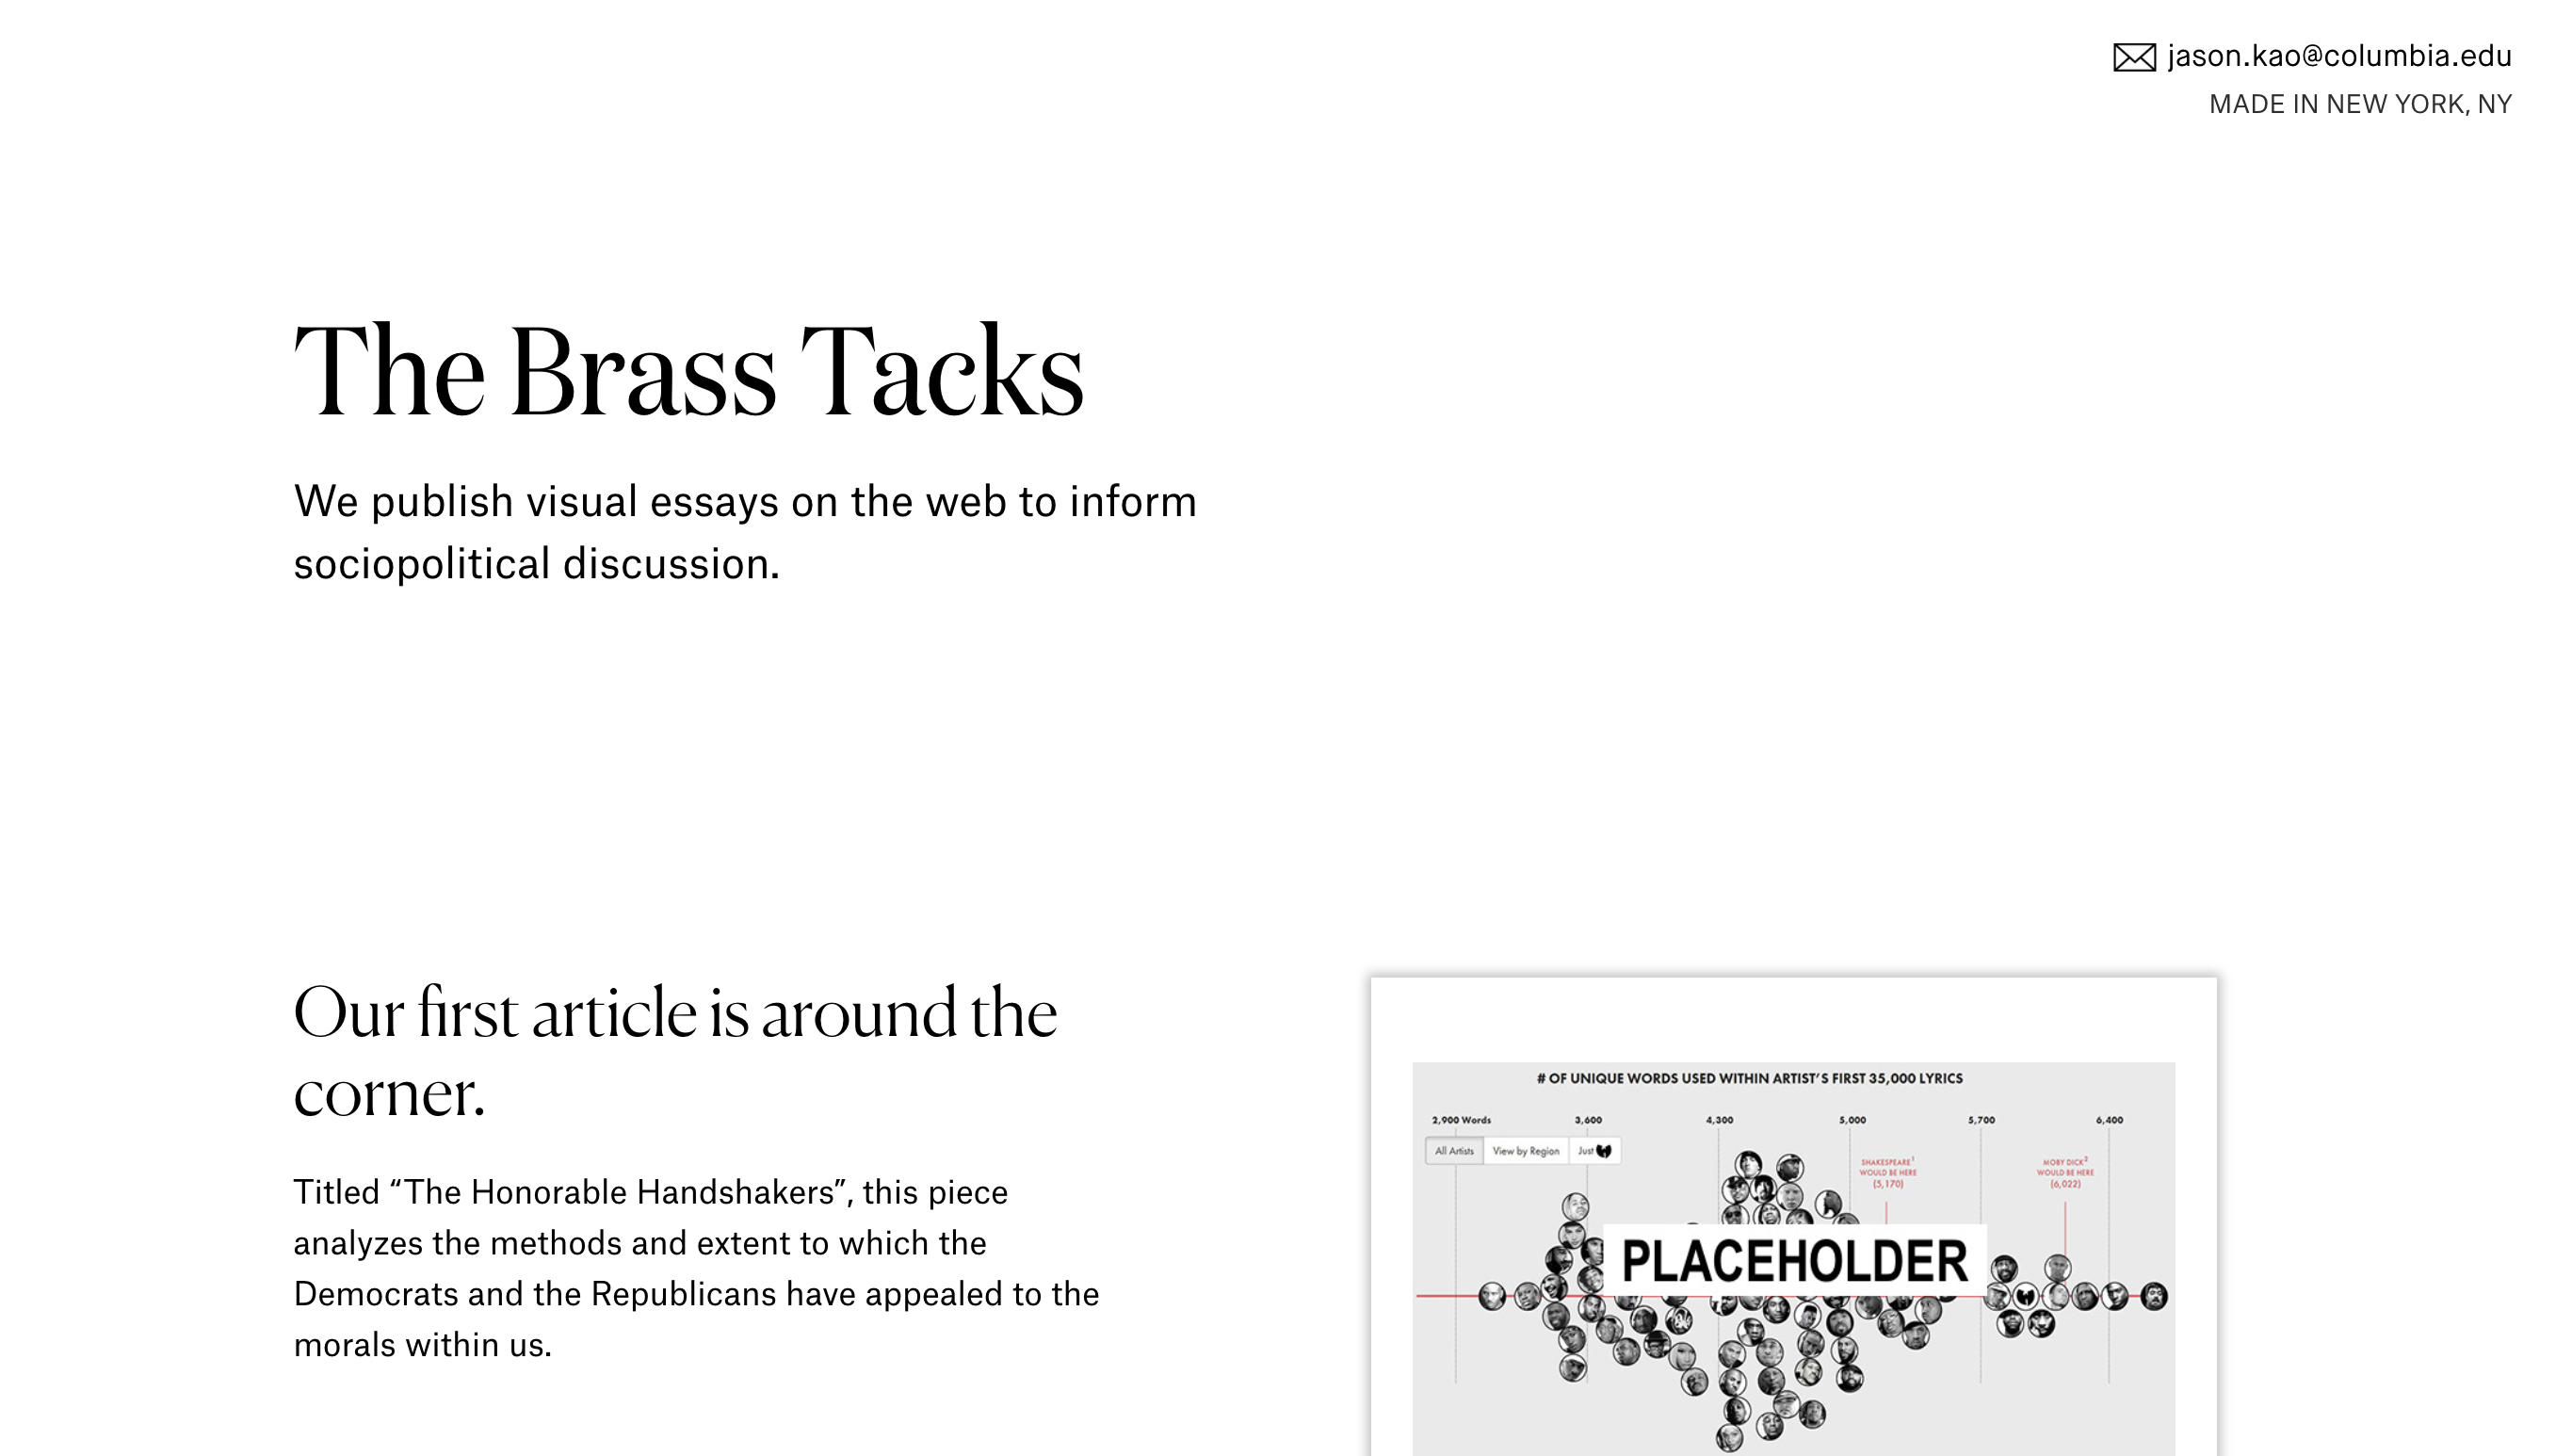 jason.kao@columbia.edu
MADE IN NEW YORK, NY
The Brass Tacks
We publish visual essays on the web to inform
sociopolitical discussion.
Our first article is around the
corner.
Titled “The Honorable Handshakers”, this piece
analyzes the methods and extent to which the
Democrats and the Republicans have appealed to the
morals within us.
# OF UNIQUE WORDS USED WITHIN ARTIST’S FIRST 35,000 LYRICS
2,900 Words 3,600 4,300 5,000 5,700 6,400
All Artists View by Region Just
SHAKESPEARE¹
WOULD BE HERE
(5,170)
MOBY DICK²
WOULD BE HERE
(6,022)
PLACEHOLDER